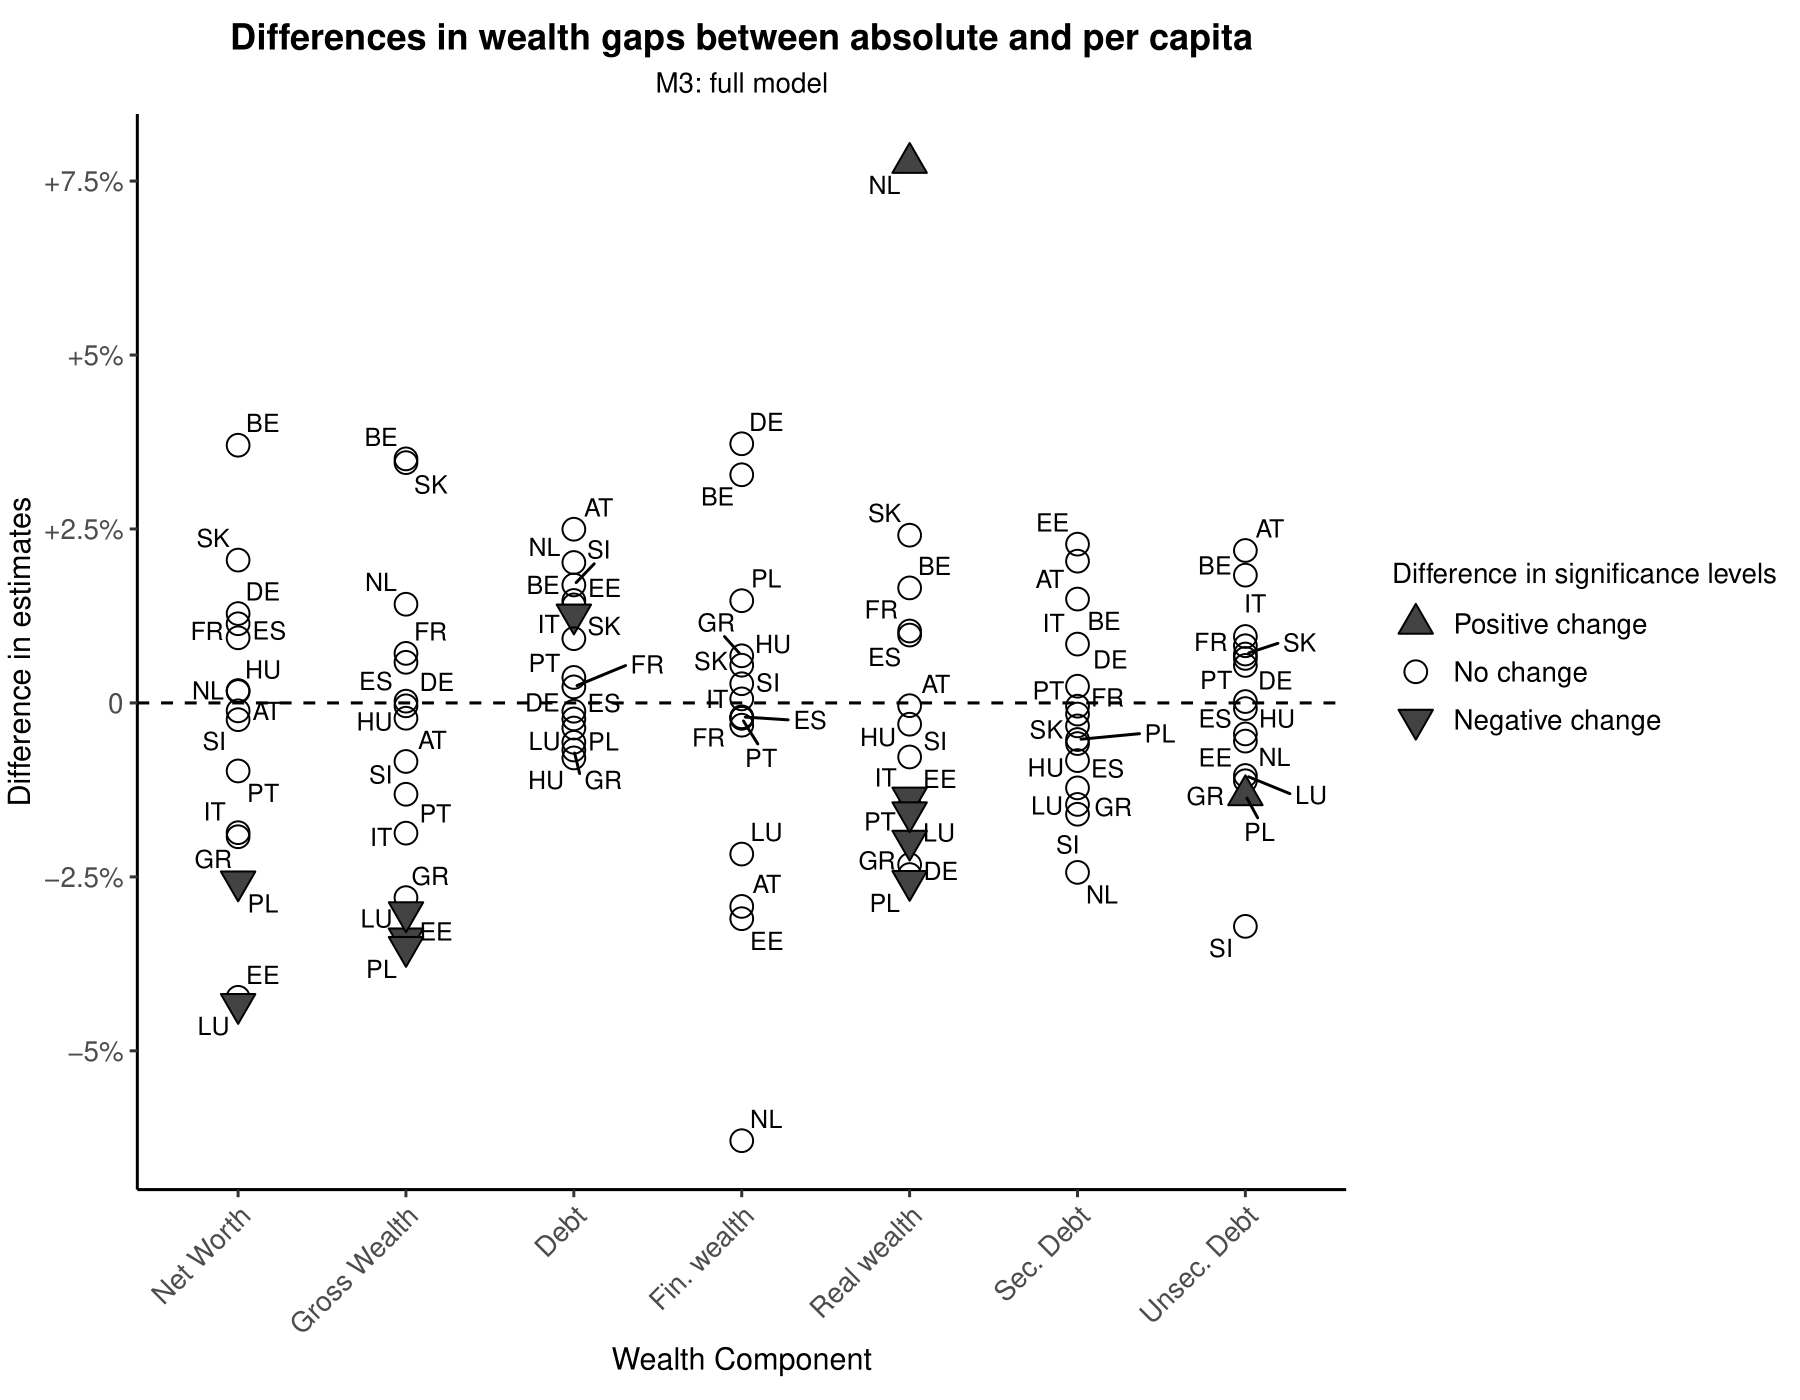 Differences in wealth gaps between absolute and per capita
M3: full model
Difference in estimates
+7.5%
+5%
+2.5%
0
−2.5%
−5%
BE
SK
DE
FR
ES
HU
NL
AT
SI
PT
IT
GR
PL
EE
LU
BE
SK
NL
FR
ES
DE
HU
AT
SI
PT
IT
GR
LU
EE
PL
AT
NL
SI
BE
EE
IT
SK
PT
FR
DE
ES
LU
PL
HU
GR
DE
BE
PL
GR
HU
SK
SI
IT
ES
FR
PT
LU
AT
EE
NL
NL
SK
BE
FR
ES
AT
HU
SI
IT
EE
PT
LU
GR
DE
PL
EE
AT
BE
IT
DE
PT
FR
SK
PL
HU
ES
LU
GR
SI
NL
AT
BE
IT
FR
SK
PT
DE
ES
HU
EE
NL
GR
LU
PL
SI
Net Worth
Gross Wealth
Debt
Fin. wealth
Real wealth
Sec. Debt
Unsec. Debt
Wealth Component
Difference in significance levels
Positive change
No change
Negative change